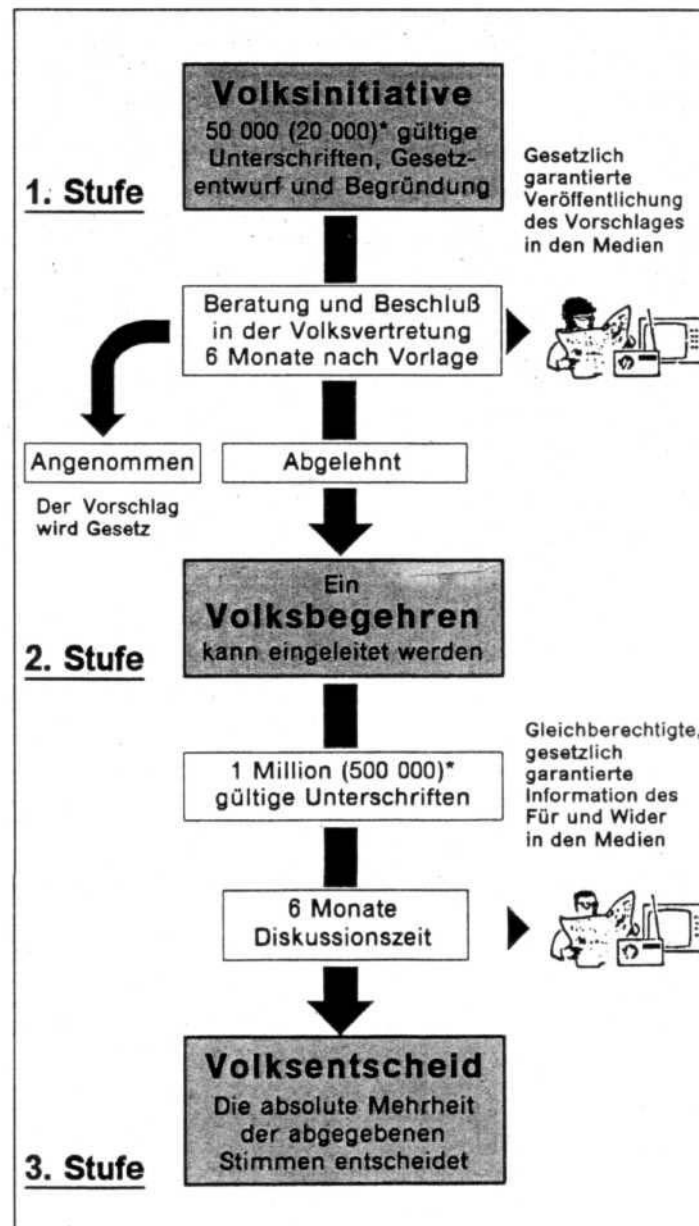 Volksinitiative
50 000 (20 000)* gültige
Unterschriften, Gesetz-
entwurf und Begründung
1. Stufe
Gesetzlich
garantierte
Veröffentlichung
des Vorschlages
in den Medien
Beratung und Beschluß
in der Volksvertretung
6 Monate nach Vorlage
Angenommen
Abgelehnt
Der Vorschlag
wird Gesetz
Ein
Volksbegehren
kann eingeleitet werden
2. Stufe
1 Million (500 000)*
gültige Unterschriften
Gleichberechtigte,
gesetzlich
garantierte
Information des
Für und Wider
in den Medien
6 Monate
Diskussionszeit
Volksentscheid
Die absolute Mehrheit
der abgegebenen
Stimmen entscheidet
3. Stufe